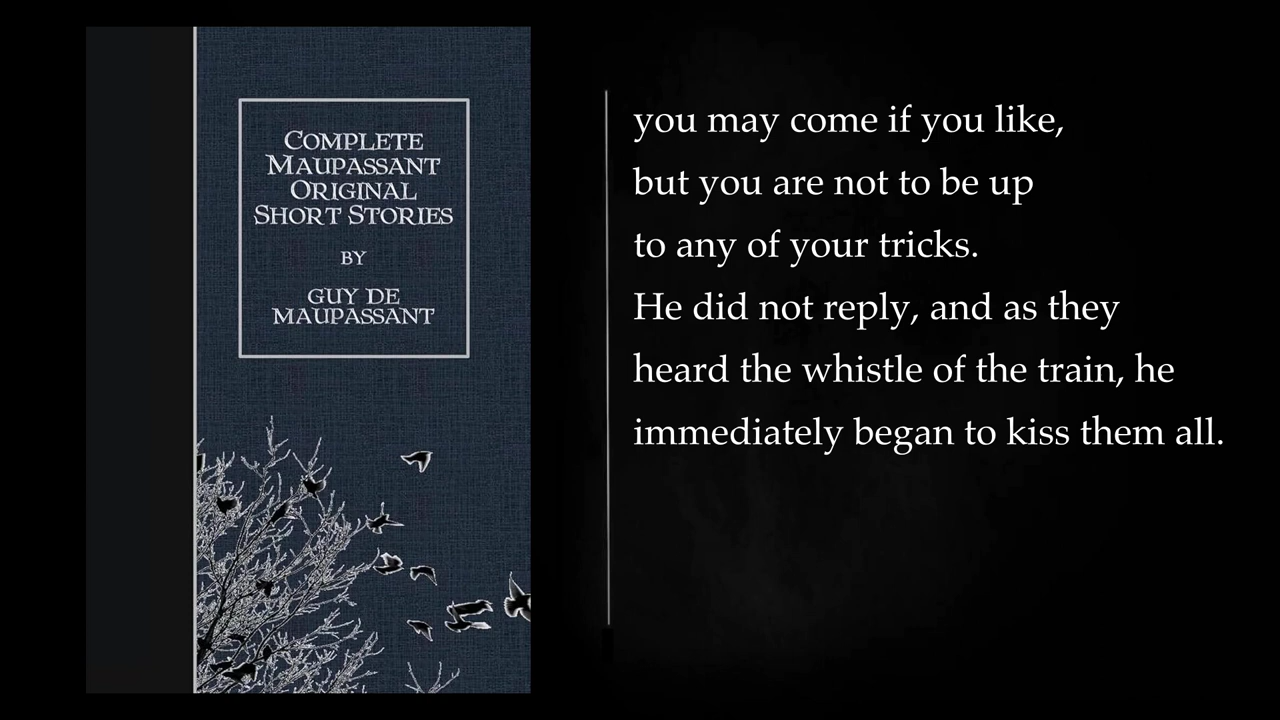 COMPLETE
MAUPASSANT
ORIGINAL
SHORT STORIES
BY
GUY DE
MAUPASSANT
you may come if you like,
but you are not to be up
to any of your tricks.
He did not reply, and as they
heard the whistle of the train, he
immediately began to kiss them all.